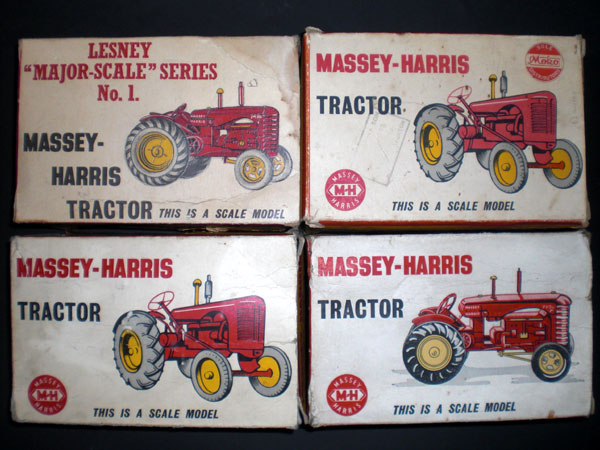 LESNEY
"MAJOR-SCALE" SERIES
No. 1.
MASSEY-
HARRIS
TRACTOR
THIS IS A SCALE MODEL
MASSEY-HARRIS
TRACTOR
Moko
MASSEY
M-H
HARRIS
THIS IS A SCALE MODEL
MASSEY-HARRIS
TRACTOR
MASSEY
M-H
HARRIS
THIS IS A SCALE MODEL
MASSEY-HARRIS
TRACTOR
MASSEY
M-H
HARRIS
THIS IS A SCALE MODEL